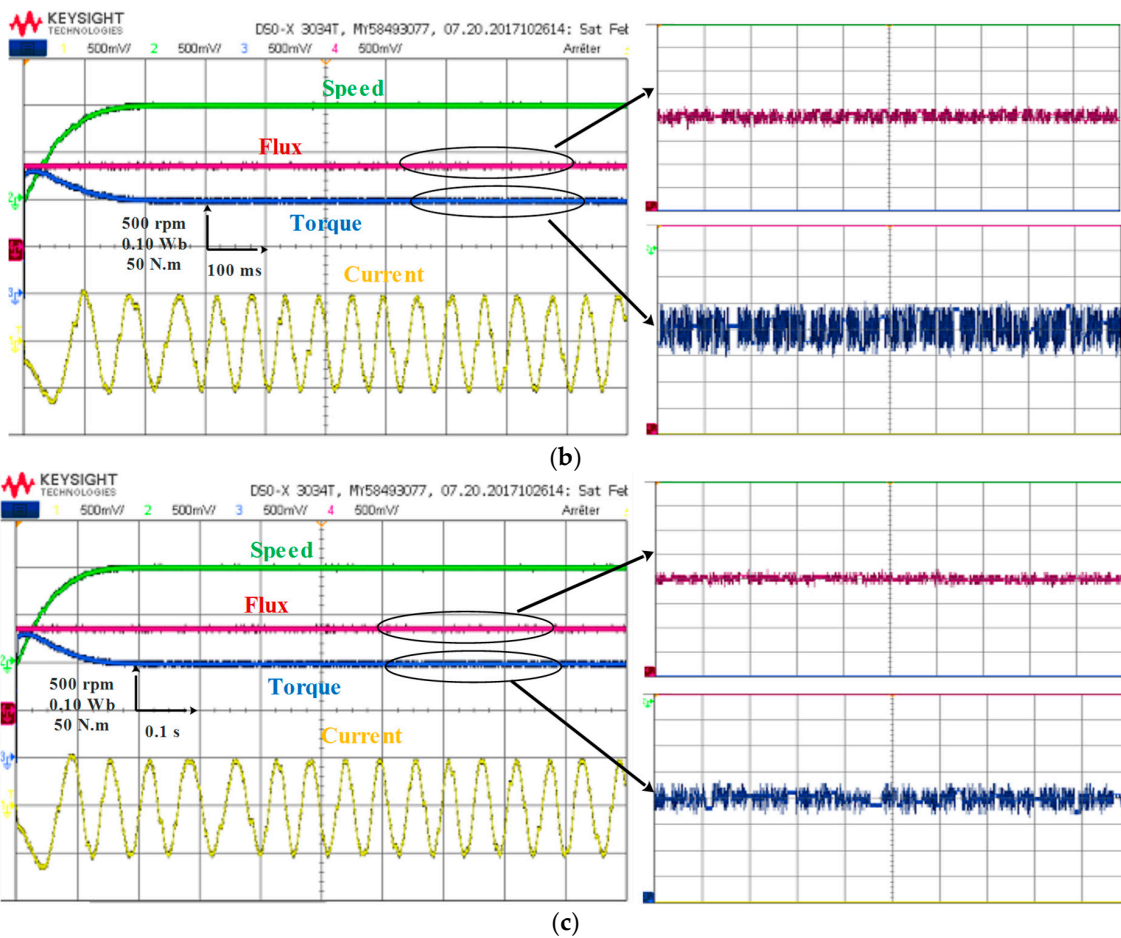 KEYSIGHT
TECHNOLOGIES
DSO-X 3034T, MY58493077, 07.20.2017102614: Sat Feb
1 500mV/ 2 500mV/ 3 500mV/ 4 500mV/ Arrêter
Speed
Flux
Torque
500 rpm
0.10 Wb
50 N.m
100 ms
Current
(b)
KEYSIGHT
TECHNOLOGIES
DSO-X 3034T, MY58493077, 07.20.2017102614: Sat Feb
1 500mV/ 2 500mV/ 3 500mV/ 4 500mV/ Arrêter
Speed
Flux
Torque
500 rpm
0.10 Wb
50 N.m
0.1 s
Current
(c)